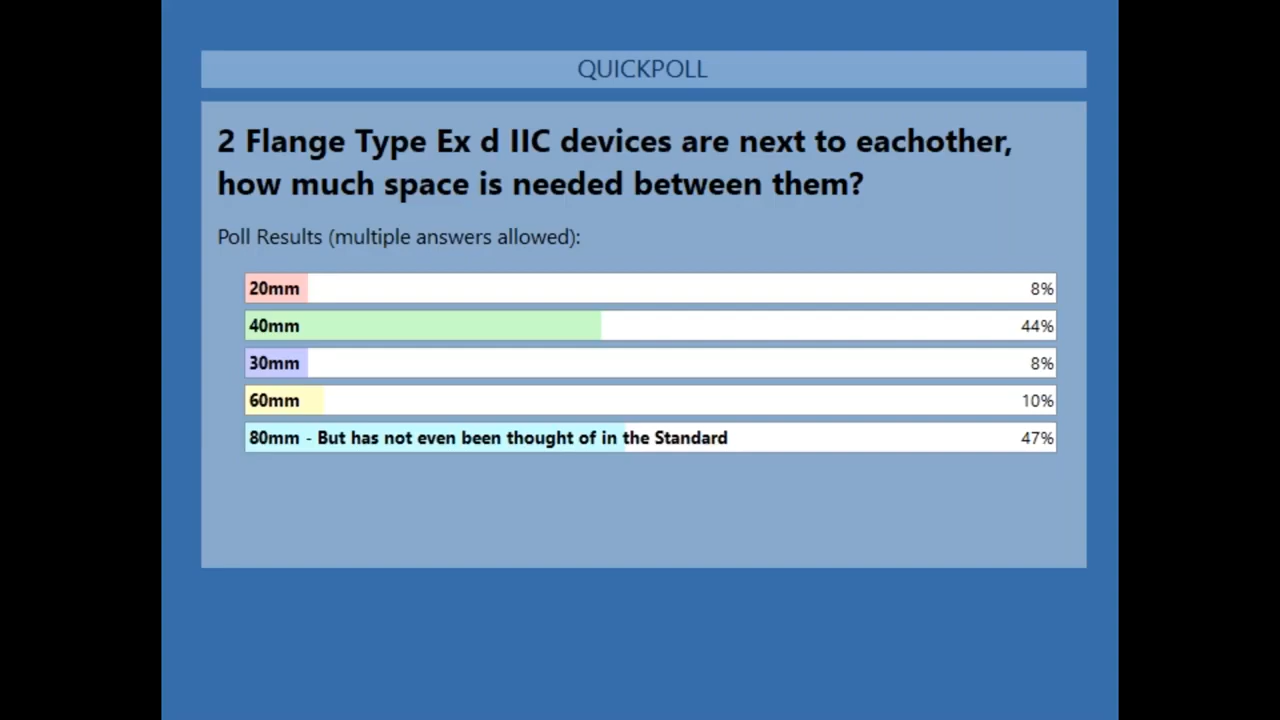 QUICKPOLL
2 Flange Type Ex d IIC devices are next to eachother,
how much space is needed between them?
Poll Results (multiple answers allowed):
20mm 8%
40mm 44%
30mm 8%
60mm 10%
80mm - But has not even been thought of in the Standard 47%